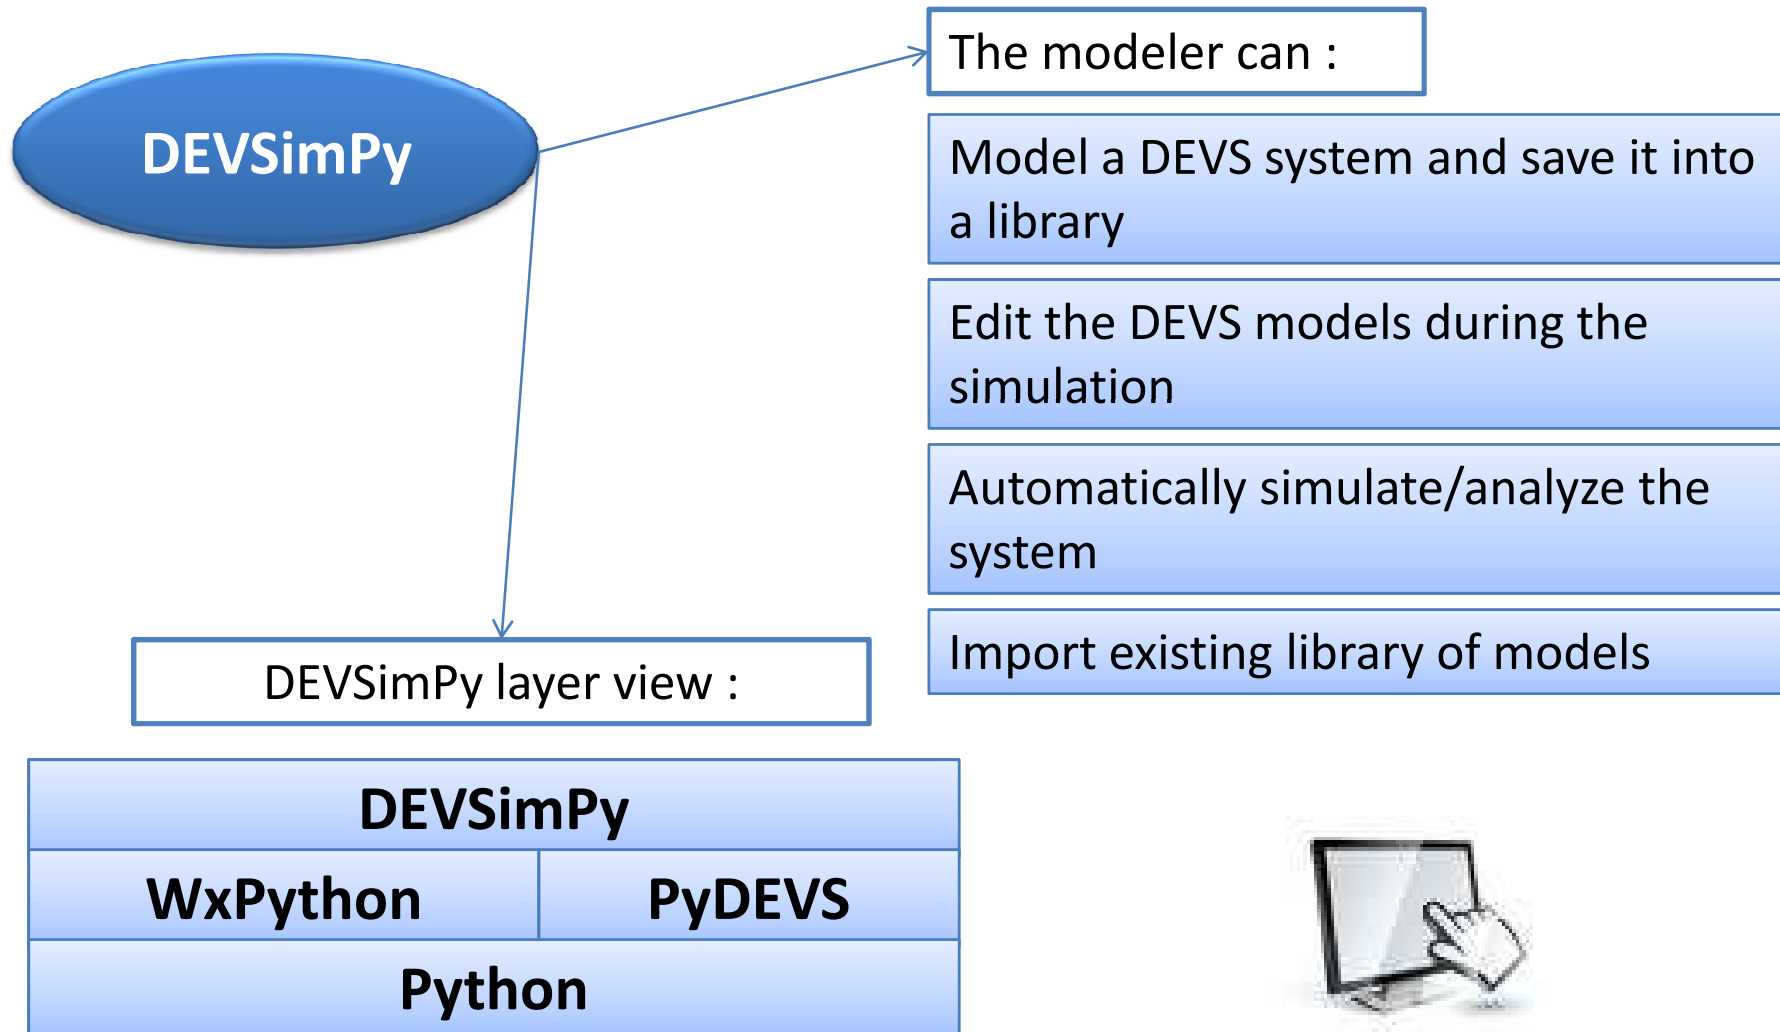 DEVSimPy
The modeler can :
Model a DEVS system and save it into
a library
Edit the DEVS models during the
simulation
Automatically simulate/analyze the
system
Import existing library of models
DEVSimPy layer view :
DEVSimPy
WxPython PyDEVS
Python